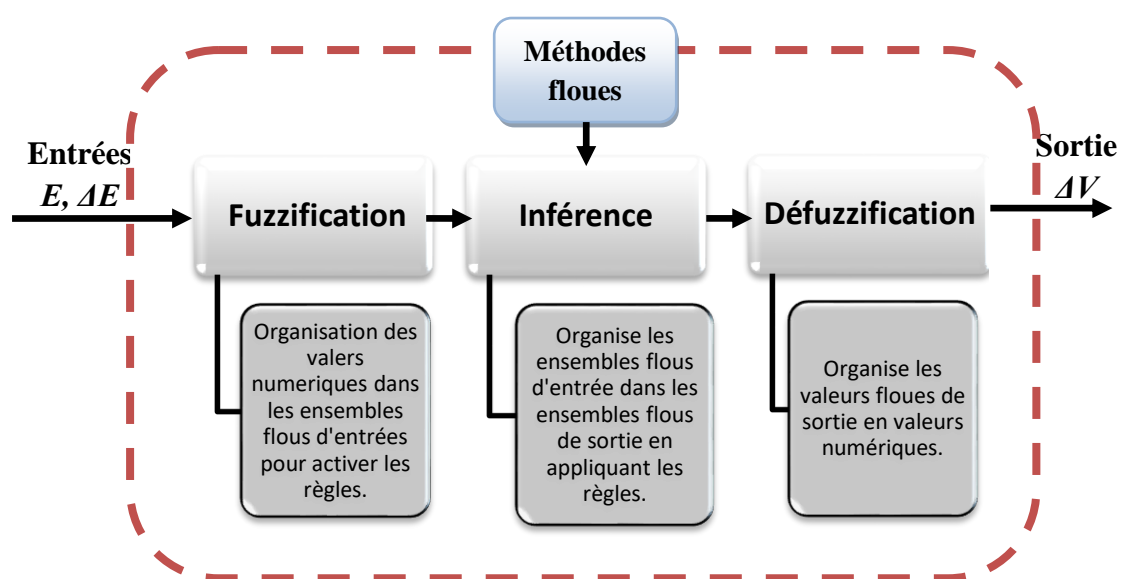 Méthodes
floues
Entrées
E, ΔE
Sortie
ΔV
Fuzzification
Inférence
Défuzzification
Organisation des
valers
numeriques dans
les ensembles
flous d'entrées
pour activer les
règles.
Organise les
ensembles flous
d'entrée dans les
ensembles flous
de sortie en
appliquant les
règles.
Organise les
valeurs floues de
sortie en valeurs
numériques.